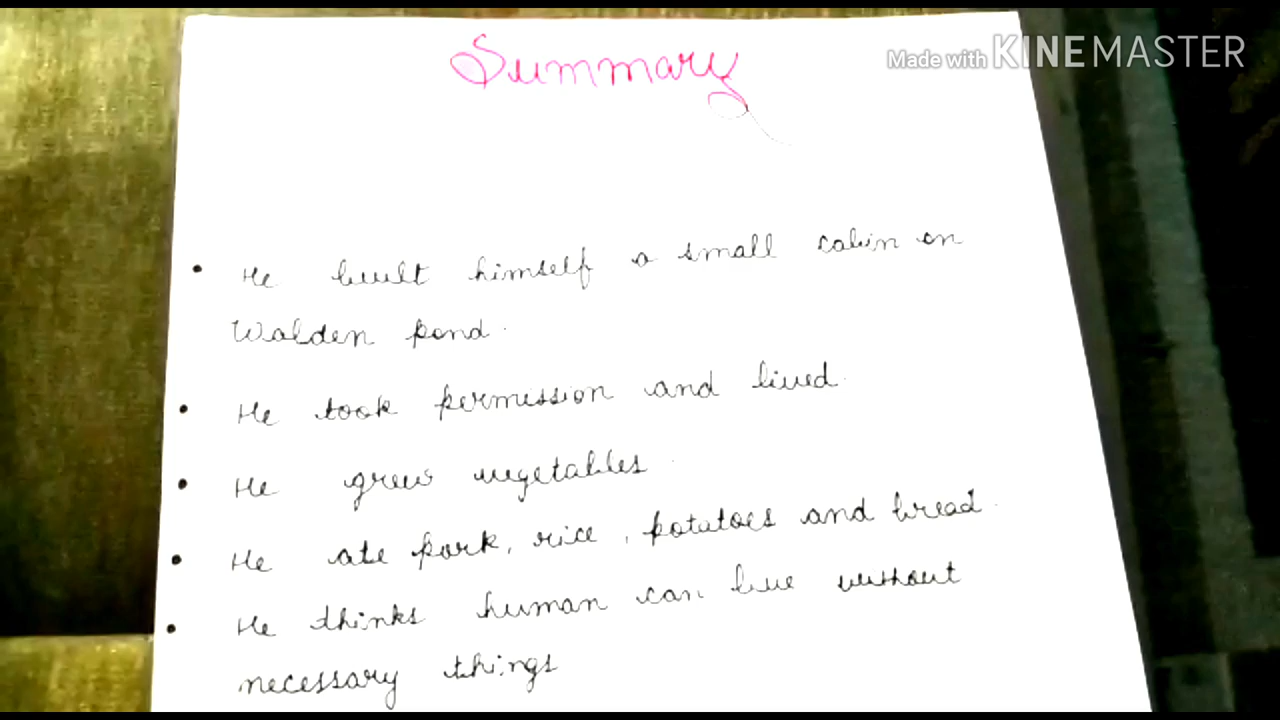 Made with KINEMASTER
Summary
• He built himself a small cabin on
Walden pond.
• He took permission and lived.
• He grew vegetables.
• He ate pork, rice, potatoes and bread.
• He thinks human can live without
necessary things